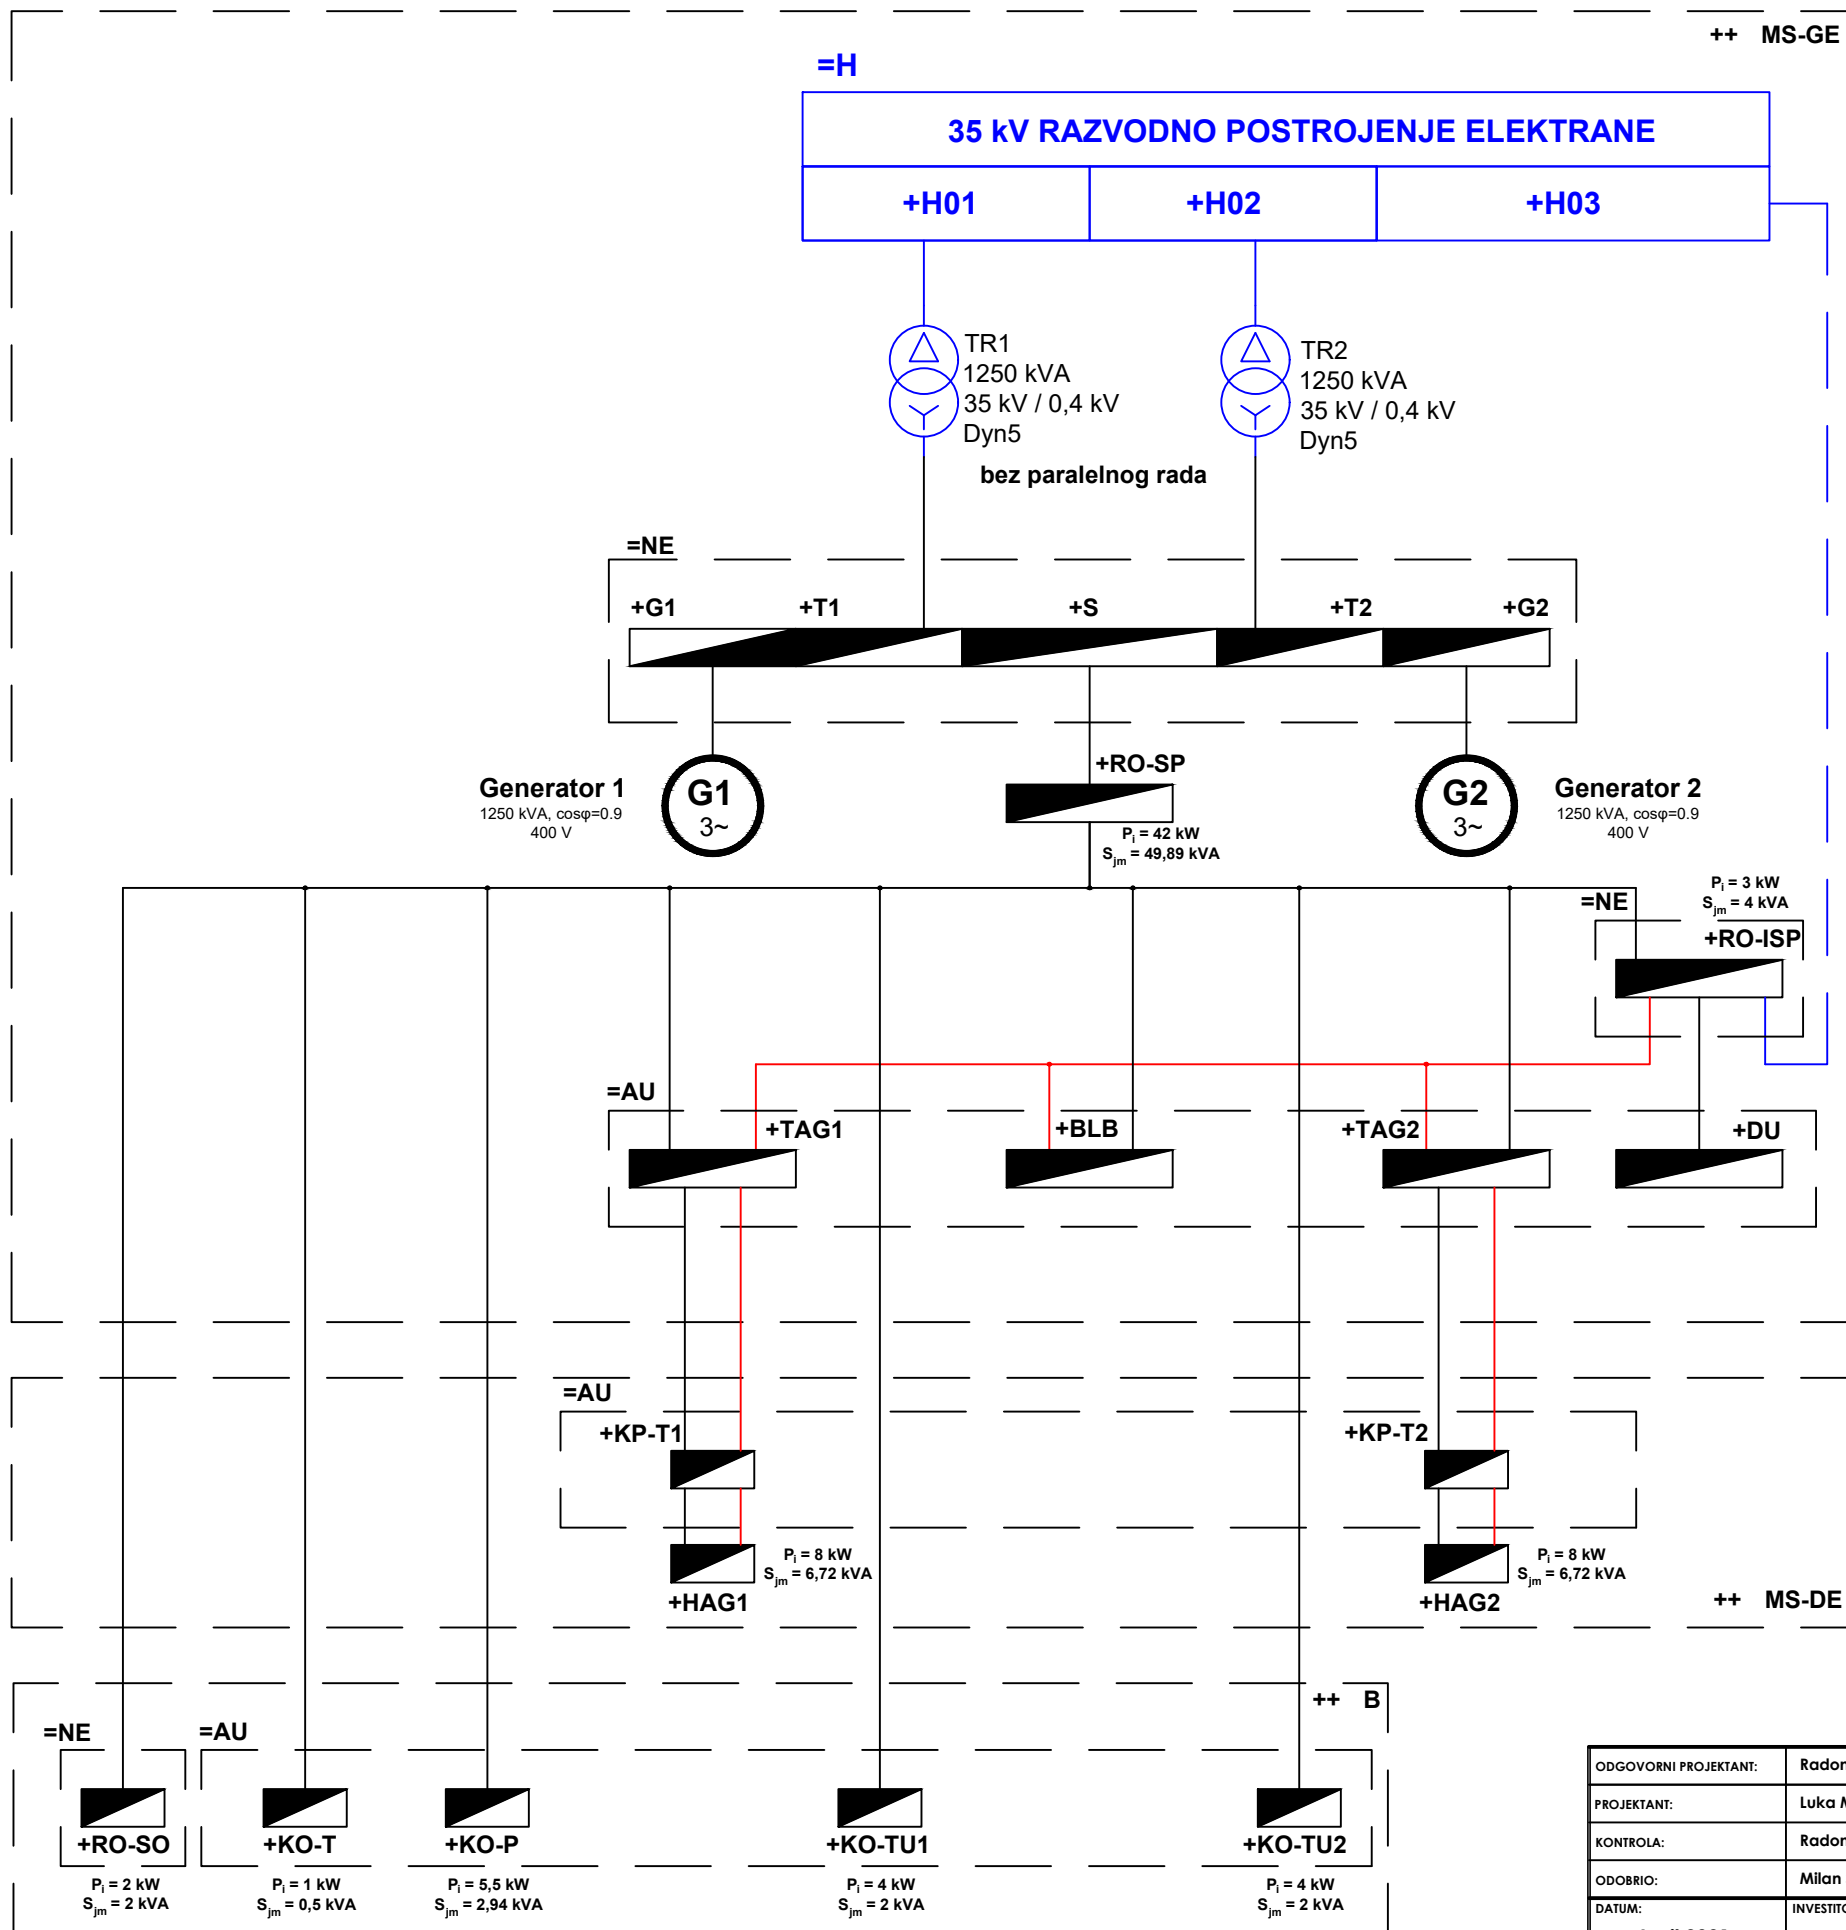 ++ MS-GE
=H
35 kV RAZVODNO POSTROJENJE ELEKTRANE
+H01
+H02
+H03
TR1
1250 kVA
35 kV / 0,4 kV
Dyn5
TR2
1250 kVA
35 kV / 0,4 kV
Dyn5
bez paralelnog rada
=NE
+G1
+T1
+S
+T2
+G2
Generator 1
1250 kVA, cosφ=0.9
400 V
G1
3~
+RO-SP
Pi = 42 kW
Sjm = 49,89 kVA
G2
3~
Generator 2
1250 kVA, cosφ=0.9
400 V
Pi = 3 kW
Sjm = 4 kVA
=NE
+RO-ISP
=AU
+TAG1
+BLB
+TAG2
+DU
=AU
+KP-T1
+KP-T2
Pi = 8 kW
Sjm = 6,72 kVA
+HAG1
Pi = 8 kW
Sjm = 6,72 kVA
+HAG2
++ MS-DE
++ B
=NE
=AU
+RO-SO
Pi = 2 kW
Sjm = 2 kVA
+KO-T
Pi = 1 kW
Sjm = 0,5 kVA
+KO-P
Pi = 5,5 kW
Sjm = 2,94 kVA
+KO-TU1
Pi = 4 kW
Sjm = 2 kVA
+KO-TU2
Pi = 4 kW
Sjm = 2 kVA
ODGOVORNI PROJEKTANT:
PROJEKTANT: Luka
KONTROLA:
ODOBRIO: Milan
DATUM: